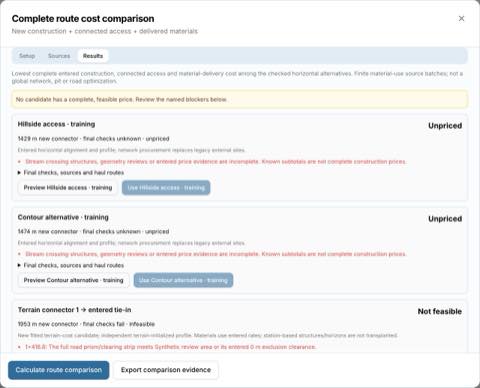 Complete route cost comparison
New construction + connected access + delivered materials
Setup Sources Results
Lowest complete entered construction, connected access and material-delivery cost among the checked horizontal alternatives. Finite material-use source batches; not a
global network, pit or road optimization.
No candidate has a complete, feasible price. Review the named blockers below.
Hillside access · training
Unpriced
1429 m new connector · final checks unknown · unpriced
Entered horizontal alignment and profile; network procurement replaces legacy external sites.
• Stream crossing structures, geometry reviews or entered price evidence are incomplete. Known subtotals are not complete construction prices.
▶ Final checks, sources and haul routes
Preview Hillside access · training Use Hillside access · training
Contour alternative · training
Unpriced
1474 m new connector · final checks unknown · unpriced
Entered horizontal alignment and profile; network procurement replaces legacy external sites.
• Stream crossing structures, geometry reviews or entered price evidence are incomplete. Known subtotals are not complete construction prices.
▶ Final checks, sources and haul routes
Preview Contour alternative · training Use Contour alternative · training
Terrain connector 1 → entered tie-in
Not feasible
1953 m new connector · final checks fail · infeasible
New fitted terrain-cost candidate; independent terrain-initialized profile. Materials use entered rates; station-based structures/horizons are not transplanted.
• 1+416.8: The full road prism/clearing strip meets Synthetic review area or its entered 0 m exclusion clearance.
Calculate route comparison Export comparison evidence